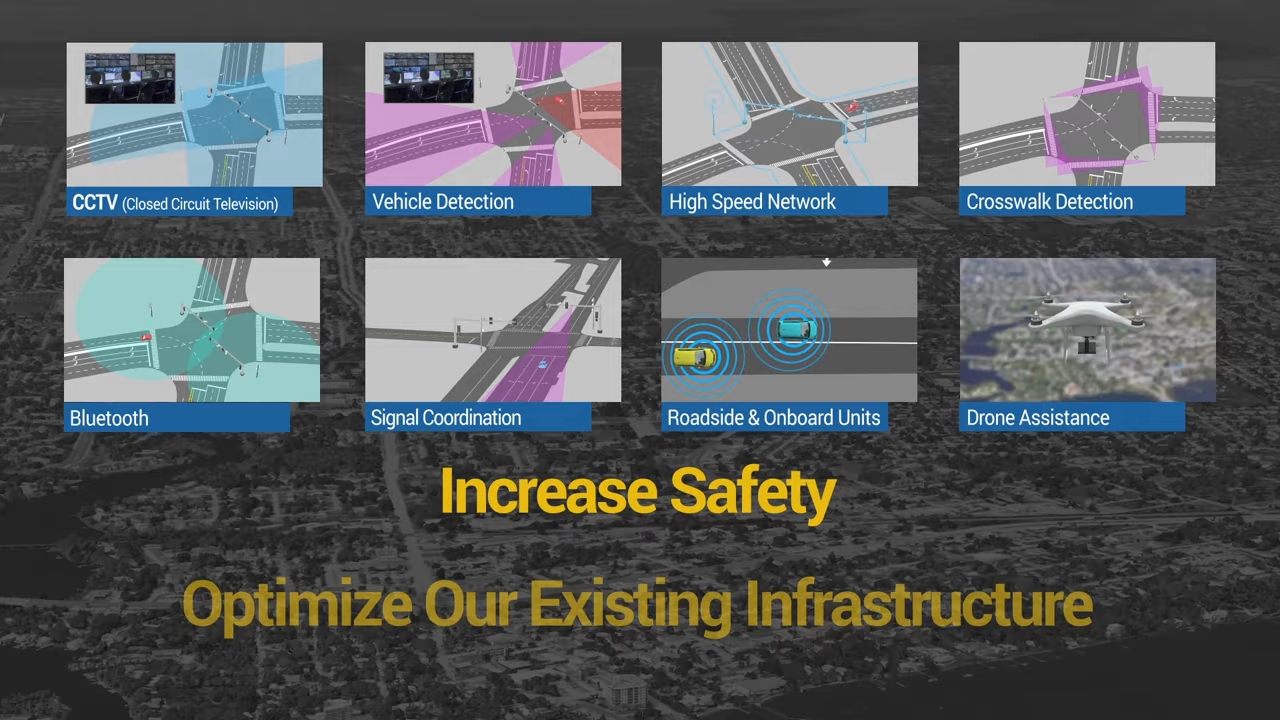 CCTV (Closed Circuit Television)
Vehicle Detection
High Speed Network
Crosswalk Detection
Bluetooth
Signal Coordination
Roadside & Onboard Units
Drone Assistance
Increase Safety
Optimize Our Existing Infrastructure